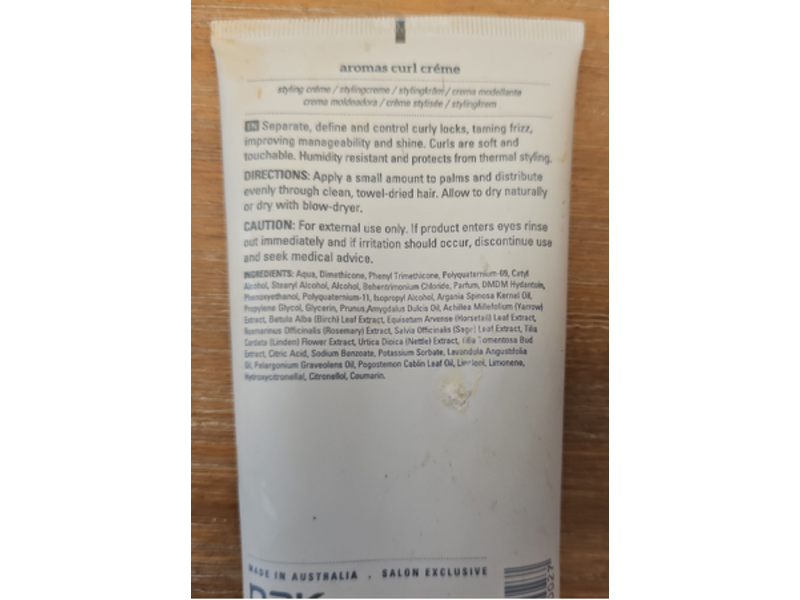 aromas curl créme
styling créme / stylingcreme / stylingkräm / crema modellante
crema moldeadora / créme stylisée / stylingkrem
EN Separate, define and control curly locks, taming frizz,
improving manageability and shine. Curls are soft and
touchable. Humidity resistant and protects from thermal styling.
DIRECTIONS: Apply a small amount to palms and distribute
evenly through clean, towel-dried hair. Allow to dry naturally
or dry with blow-dryer.
CAUTION: For external use only. If product enters eyes rinse
out immediately and if irritation should occur, discontinue use
and seek medical advice.
INGREDIENTS: Aqua, Dimethicone, Phenyl Trimethicone, Polyquaternium-69, Cetyl
Alcohol, Stearyl Alcohol, Alcohol, Behentrimonium Chloride, Parfum, DMDM Hydantoin,
Phenoxyethanol, Polyquaternium-11, Isopropyl Alcohol, Argania Spinosa Kernel Oil,
Propylene Glycol, Glycerin, Prunus Amygdalus Dulcis Oil, Achillea Millefolium (Yarrow)
Extract, Betula Alba (Birch) Leaf Extract, Equisetum Arvense (Horsetail) Leaf Extract,
Rosmarinus Officinalis (Rosemary) Extract, Salvia Officinalis (Sage) Leaf Extract, Tilia
Cordata (Linden) Flower Extract, Urtica Dioica (Nettle) Extract, Tilia Tomentosa Bud
Extract, Citric Acid, Sodium Benzoate, Potassium Sorbate, Lavandula Angustifolia
Oil, Pelargonium Graveolens Oil, Pogostemon Cablin Leaf Oil, Linalool, Limonene,
Hydroxycitronellal, Citronellol, Coumarin.
MADE IN AUSTRALIA . SALON EXCLUSIVE